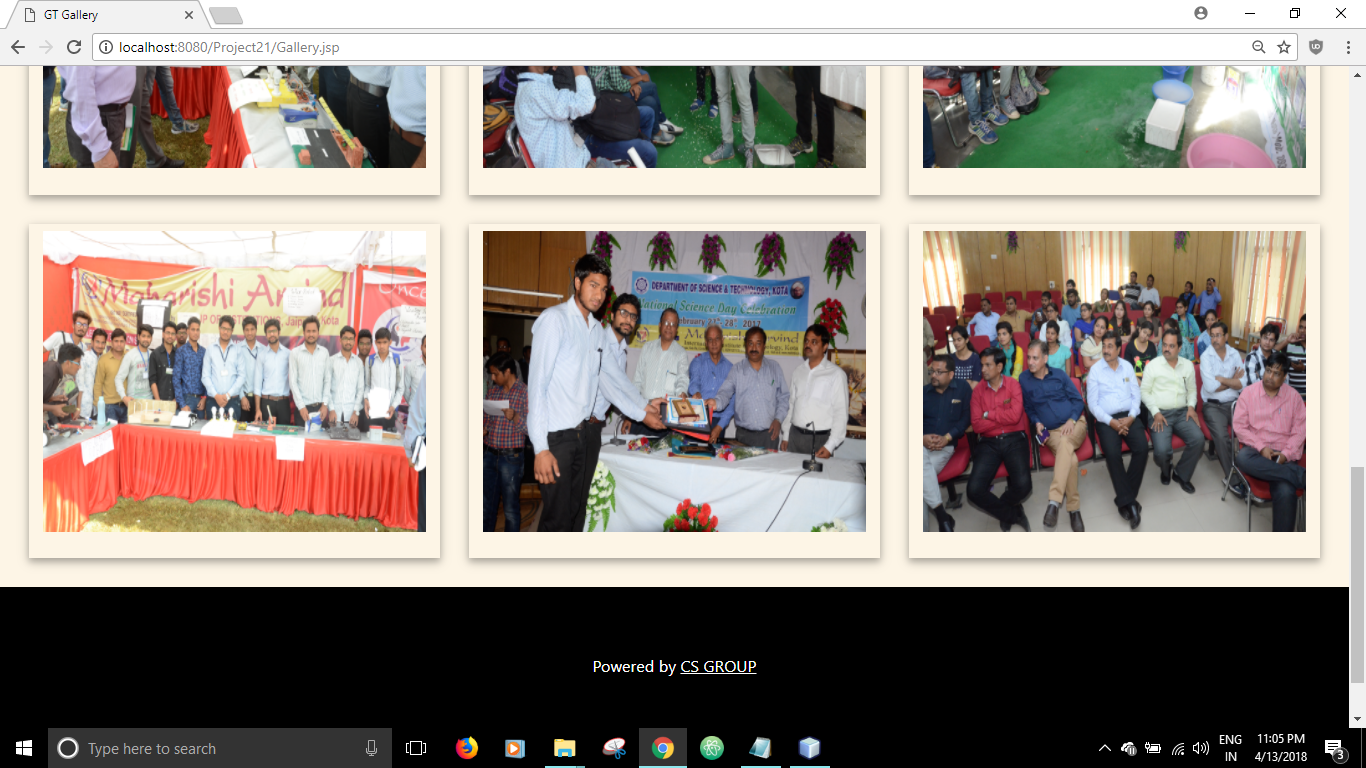 GT Gallery
localhost:8080/Project21/Gallery.jsp
Maharishi Arvind
DEPARTMENT OF SCIENCE & TECHNOLOGY, KOTA
National Science Day Celebration
Powered by CS GROUP
Type here to search
ENG
IN
11:05 PM
4/13/2018
3